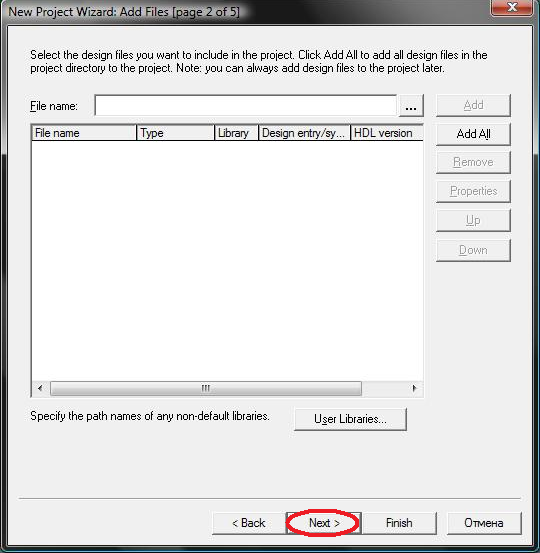 New Project Wizard: Add Files [page 2 of 5]
Select the design files you want to include in the project. Click Add All to add all design files in the
project directory to the project. Note: you can always add design files to the project later.
File name: ... Add
File name Type Library Design entry/sy... HDL version
Add All
Remove
Properties
Up
Down
Specify the path names of any non-default libraries. User Libraries...
< Back Next > Finish Отмена